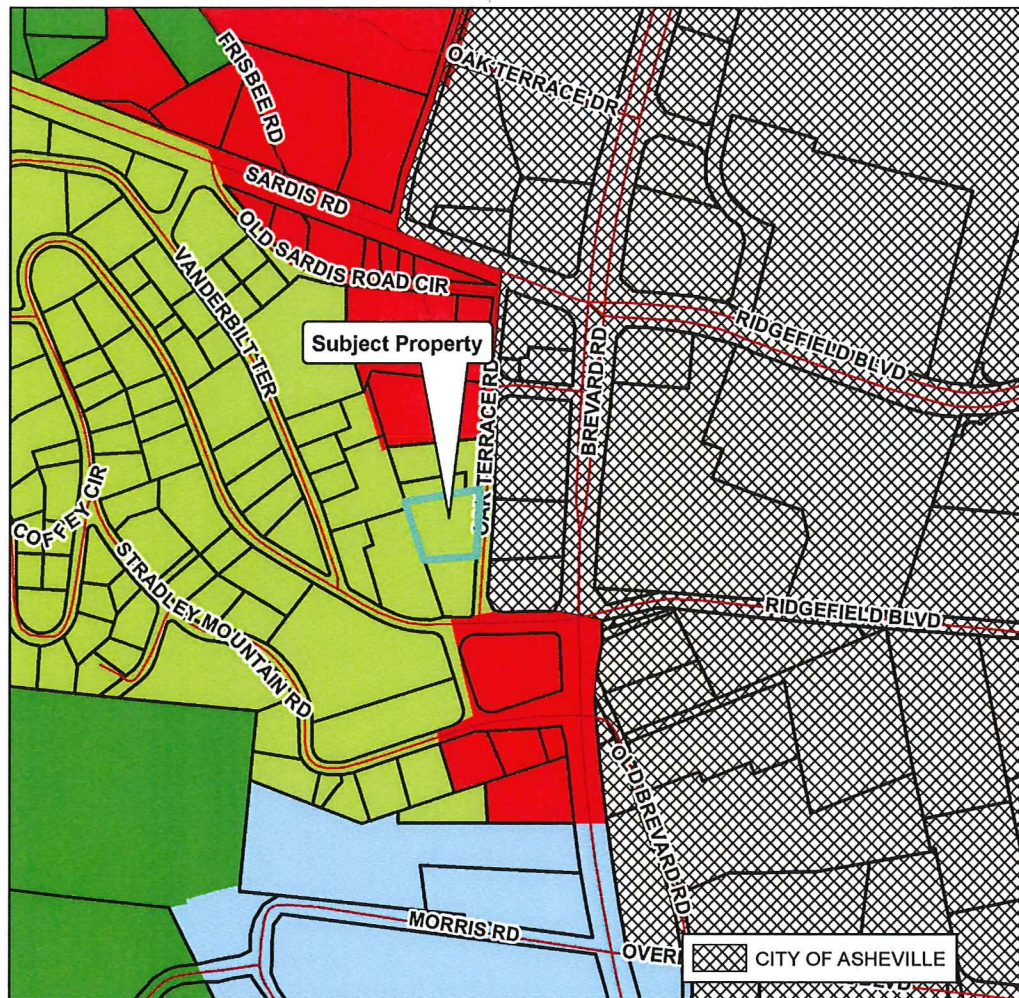 OAK TERRACE DR
FRISBEE RD
SARDIS RD
OLD SARDIS ROAD CIR
VANDERBILT TER
RIDGEFIELD BLVD
Subject Property
BREVARD RD
OAK TERRACE RD
COFFEY CIR
STRADLEY MOUNTAIN RD
RIDGEFIELD BLVD
OLD BREVARD RD
MORRIS RD
CITY OF ASHEVILLE